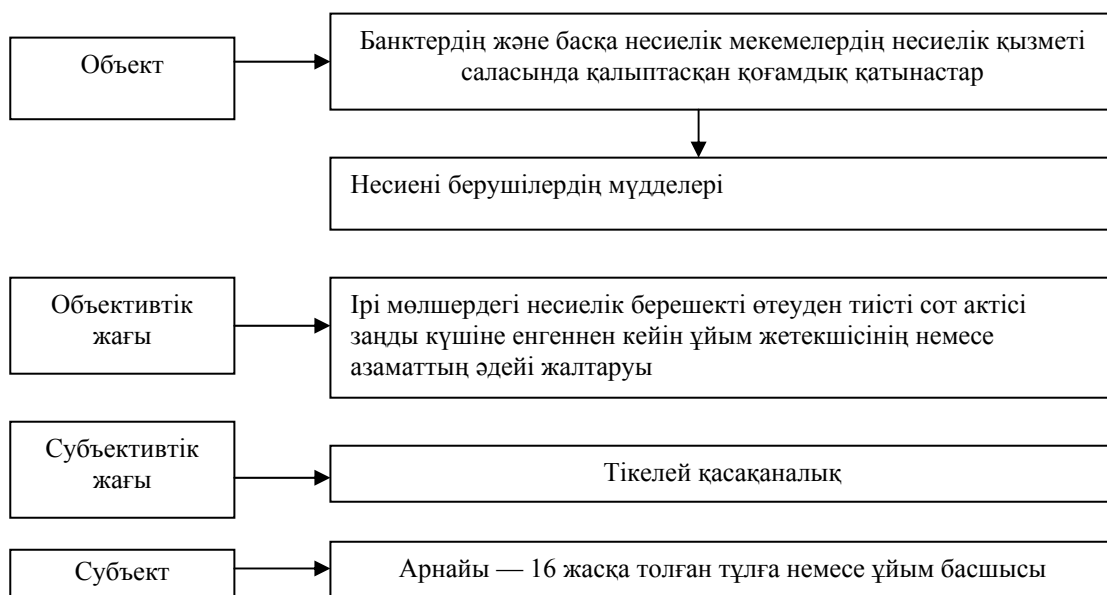 Объект
Банктердің және басқа несиелік мекемелердің несиелік қызметі
саласында қалыптасқан қоғамдық қатынастар
Несиені берушілердің мүдделері
Объективтік
жағы
Ірі мөлшердегі несиелік берешекті өтеуден тиісті сот актісі
заңды күшіне енгеннен кейін ұйым жетекшісінің немесе
азаматтың әдейі жалтаруы
Субъективтік
жағы
Тікелей қасақаналық
Субъект
Арнайы — 16 жасқа толған тұлға немесе ұйым басшысы